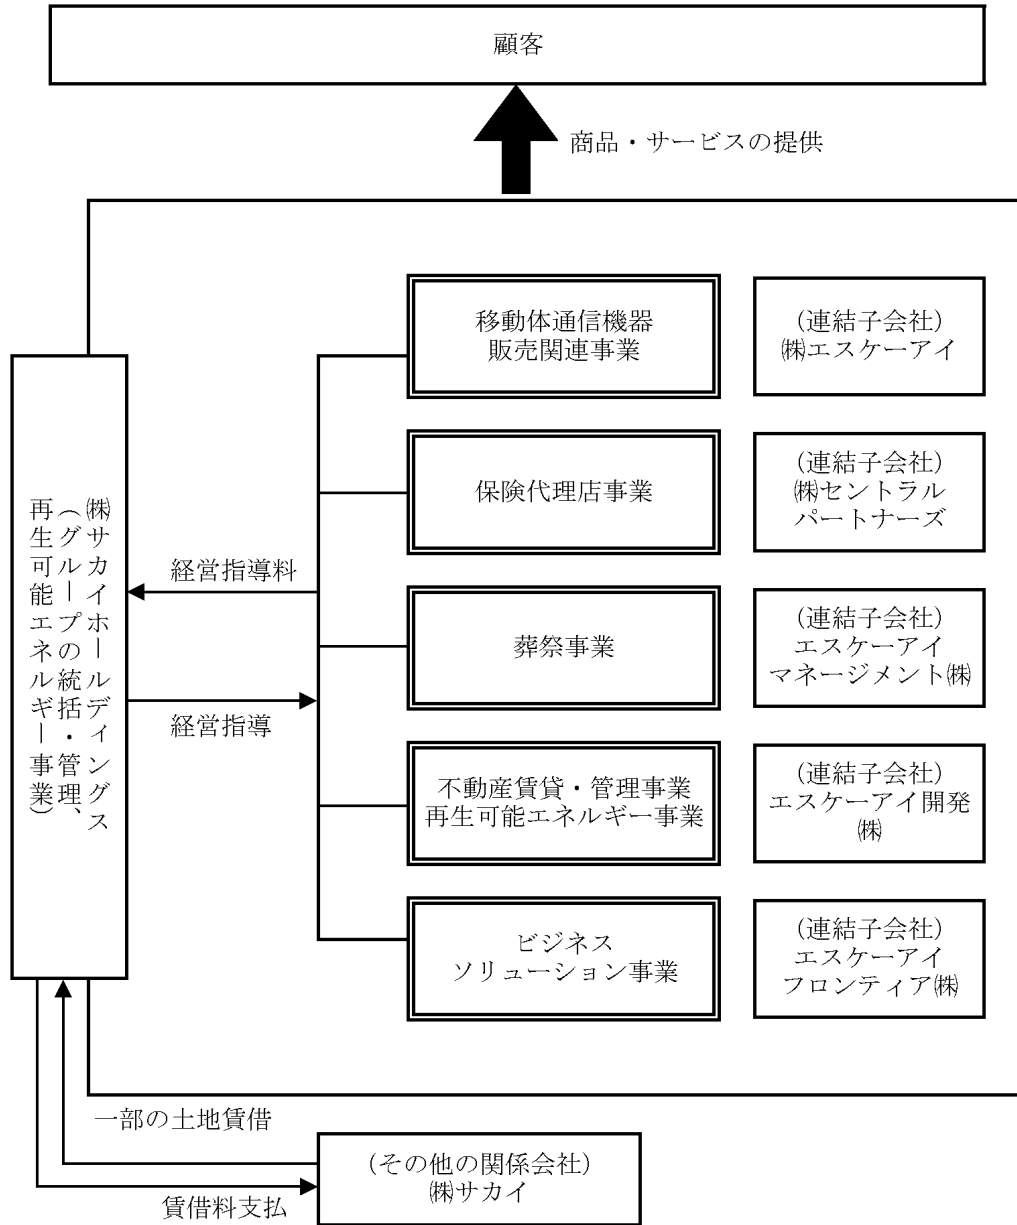 顧客
商品・サービスの提供
移動体通信機器
販売関連事業
(連結子会社)
㈱エスケーアイ
保険代理店事業
(連結子会社)
㈱セントラル
パートナーズ
㈱サカイホールディングス
(グループの統括・管理、
再生可能エネルギー事業)
経営指導料
経営指導
葬祭事業
(連結子会社)
エスケーアイ
マネージメント㈱
不動産賃貸・管理事業
再生可能エネルギー事業
(連結子会社)
エスケーアイ開発
㈱
ビジネス
ソリューション事業
(連結子会社)
エスケーアイ
フロンティア㈱
一部の土地賃借
賃借料支払
(その他の関係会社)
㈱サカイ